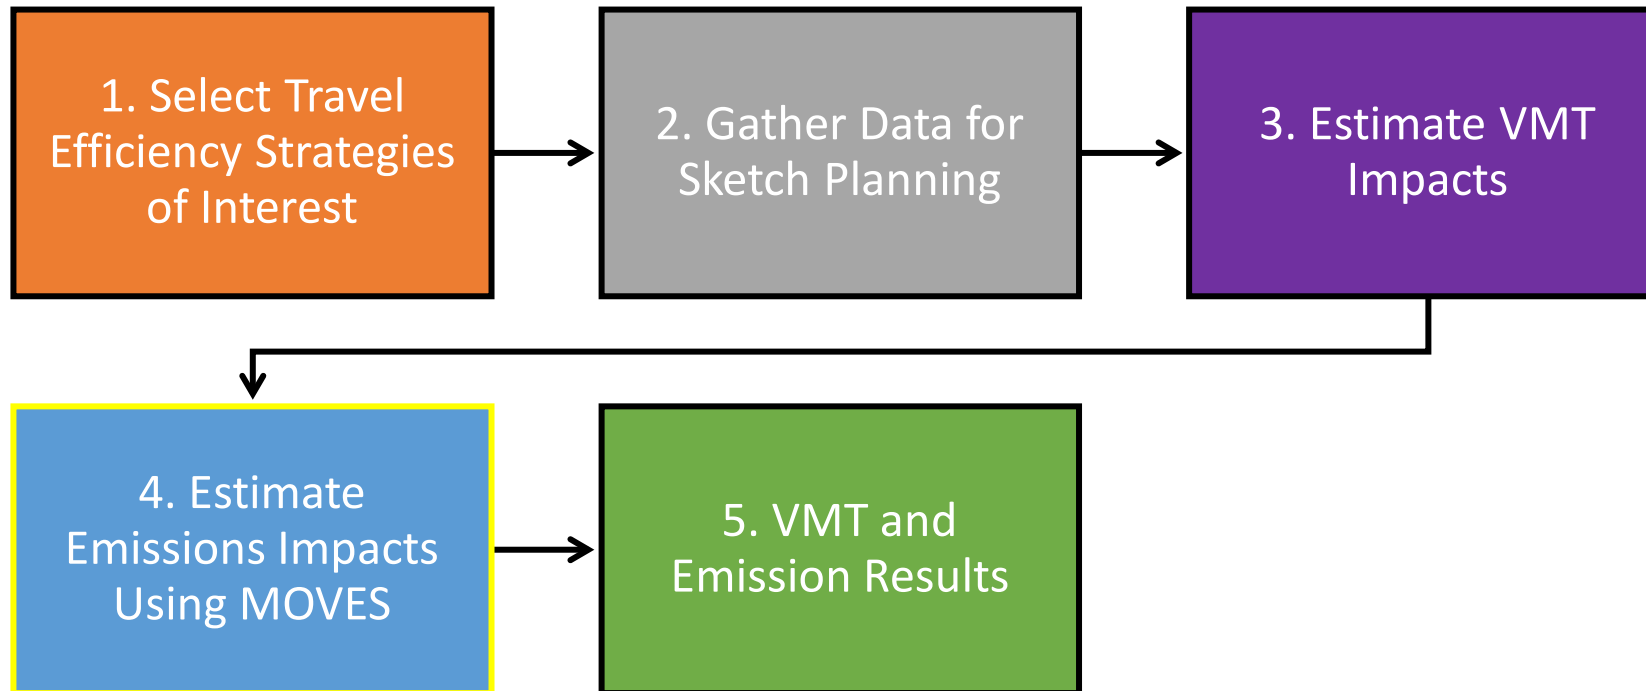 1. Select Travel
Efficiency Strategies
of Interest
2. Gather Data for
Sketch Planning
3. Estimate VMT
Impacts
4. Estimate
Emissions Impacts
Using MOVES
5. VMT and
Emission Results